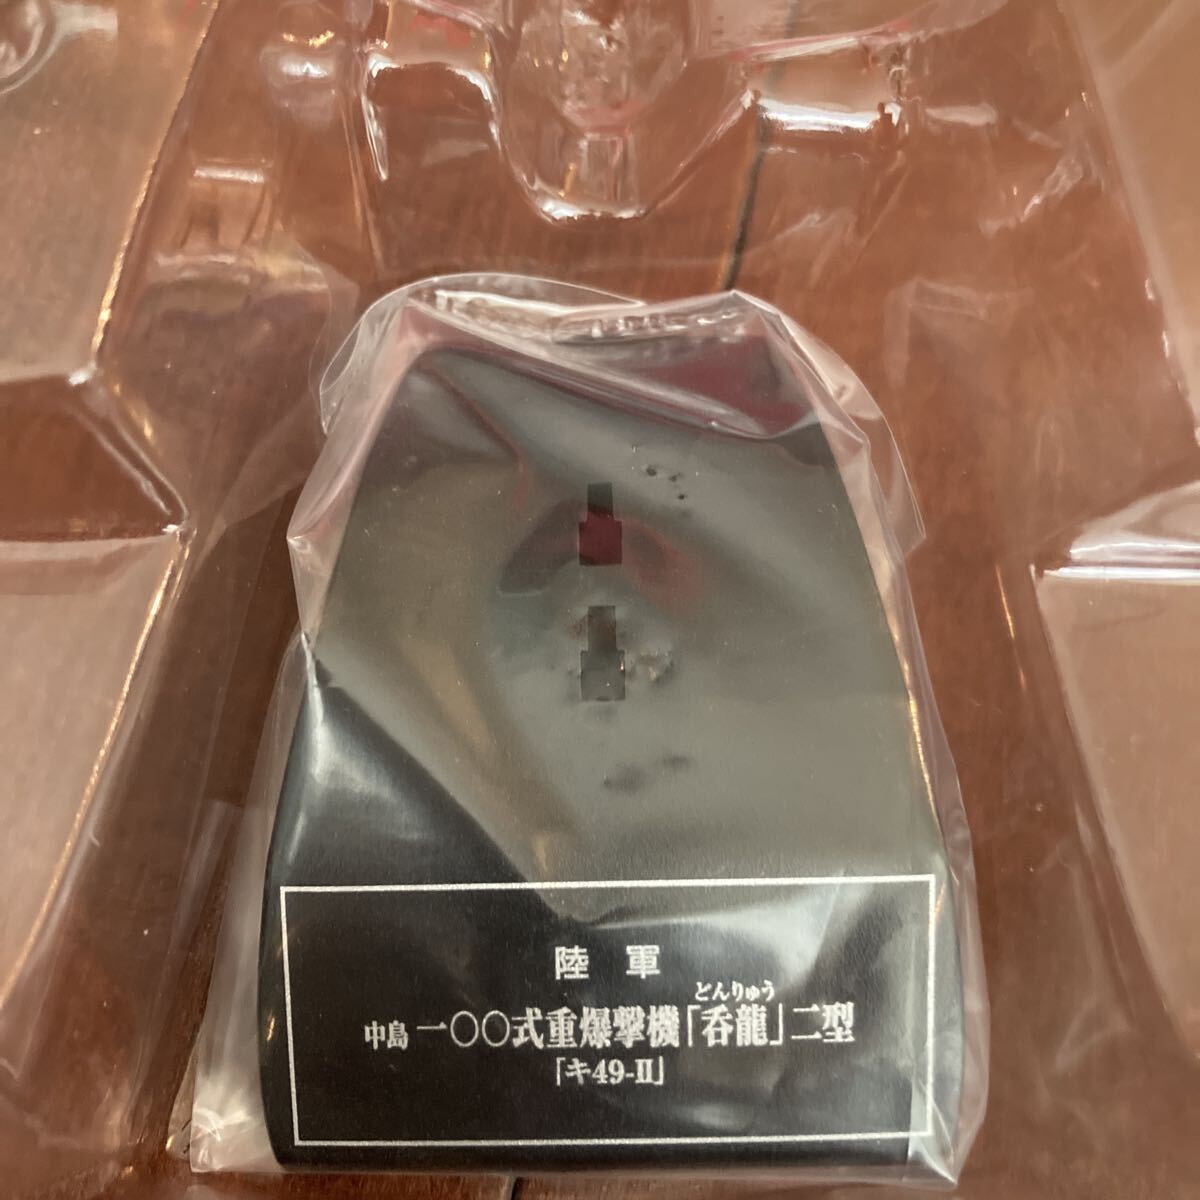 陸軍
どんりゅう
中島 一〇〇式重爆撃機「呑龍」二型
「キ49-II」